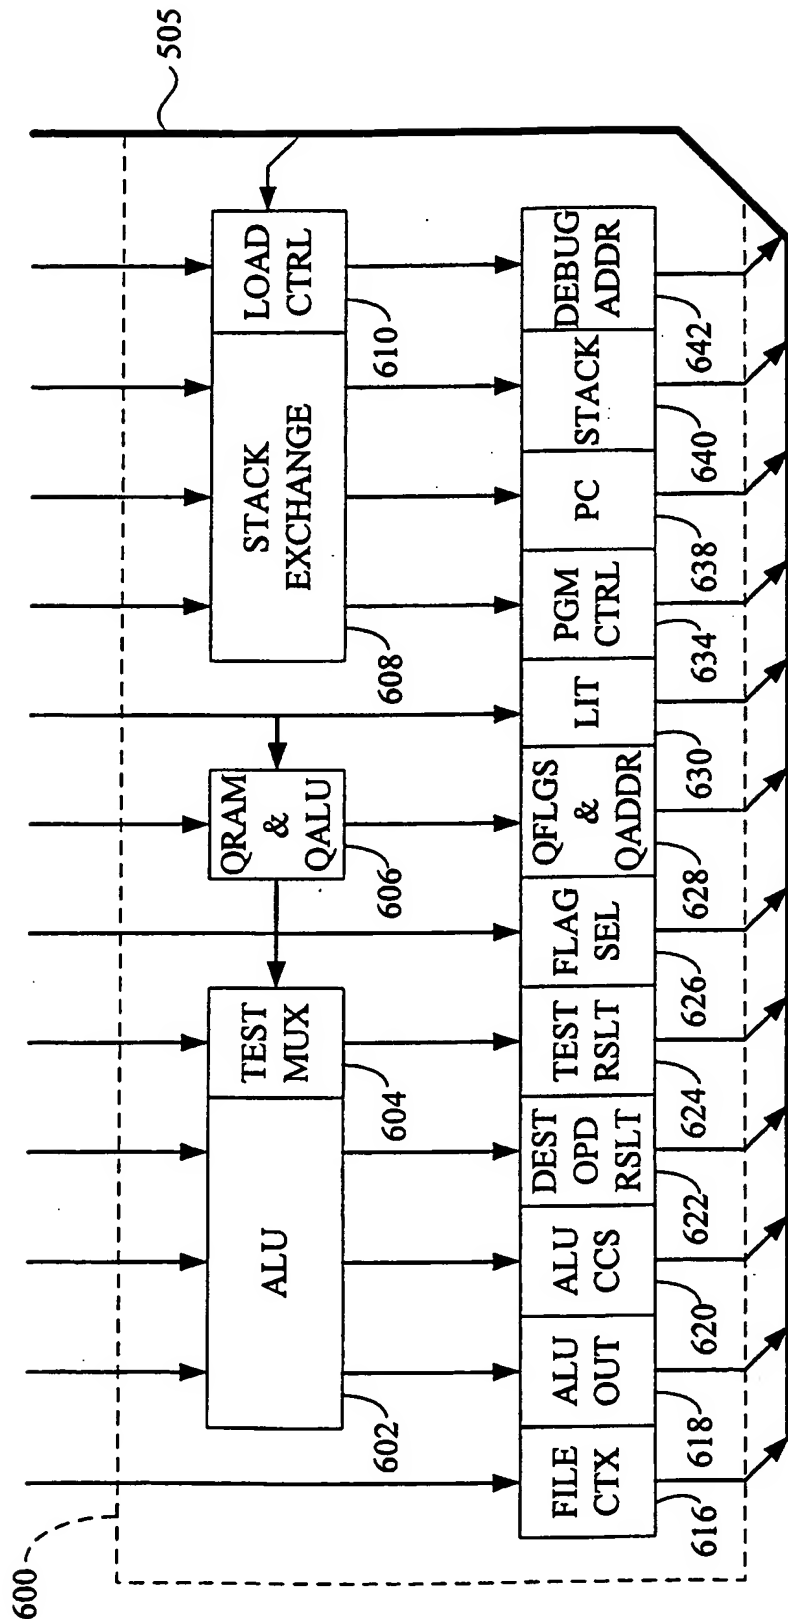 600
505
ALU
TEST
MUX
QRAM
&
QALU
STACK
EXCHANGE
LOAD
CTRL
602
604
606
608
610
FILE
CTX
ALU
OUT
ALU
CCS
DEST
OPD
RSLT
TEST
RSLT
FLAG
SEL
QFLGS
&
QADDR
LIT
PGM
CTRL
PC
STACK
DEBUG
ADDR
616
618
620
622
624
626
628
630
634
638
640
642